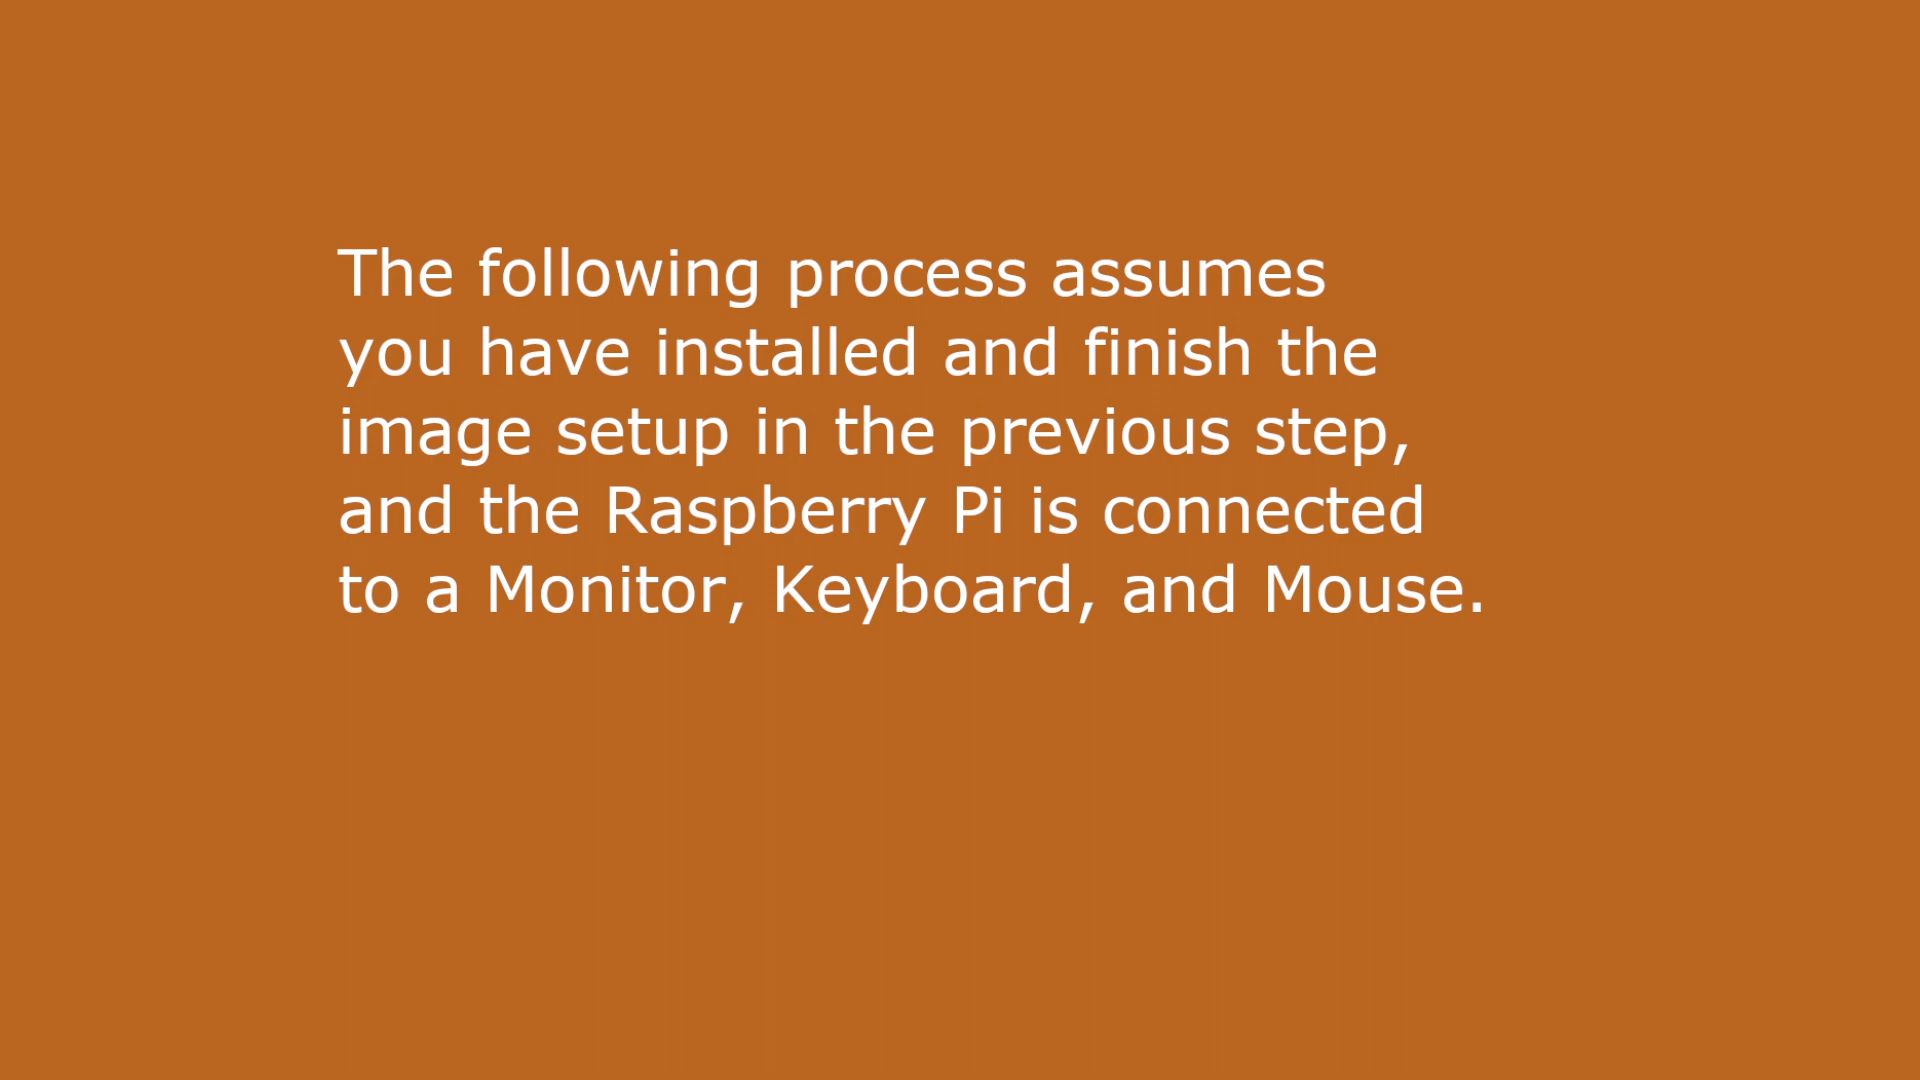 The following process assumes
you have installed and finish the
image setup in the previous step,
and the Raspberry Pi is connected
to a Monitor, Keyboard, and Mouse.